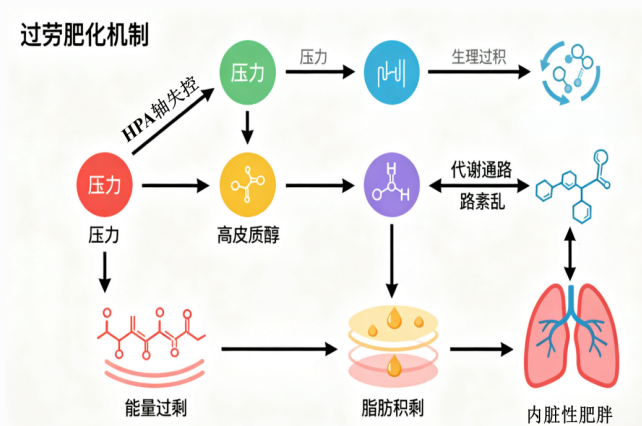 过劳肥化机制
压力
压力
生理过积
HPA轴失控
压力
压力
高皮质醇
代谢通路
路紊乱
能量过剩
脂肪积剩
内脏性肥胖